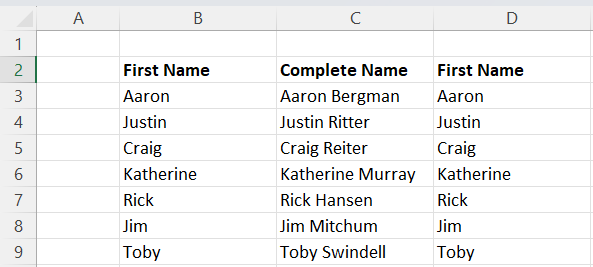 A B C D
1
2 First Name Complete Name First Name
3 Aaron Aaron Bergman Aaron
4 Justin Justin Ritter Justin
5 Craig Craig Reiter Craig
6 Katherine Katherine Murray Katherine
7 Rick Rick Hansen Rick
8 Jim Jim Mitchum Jim
9 Toby Toby Swindell Toby